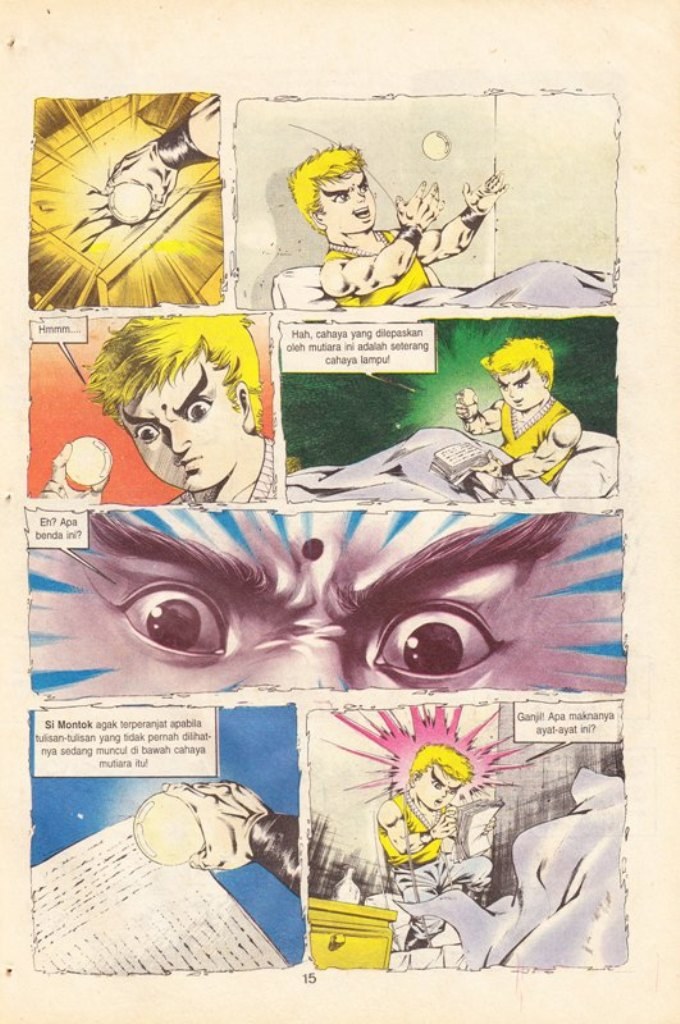 Hmmm....
Hah, cahaya yang dilepaskan
oleh mutiara ini adalah seterang
cahaya lampu!
Eh? Apa
benda ini?
Si Montok agak terperanjat apabila
tulisan-tulisan yang tidak pernah dilihat-
nya sedang muncul di bawah cahaya
mutiara itu!
Ganjil! Apa maknanya
ayat-ayat ini?
15